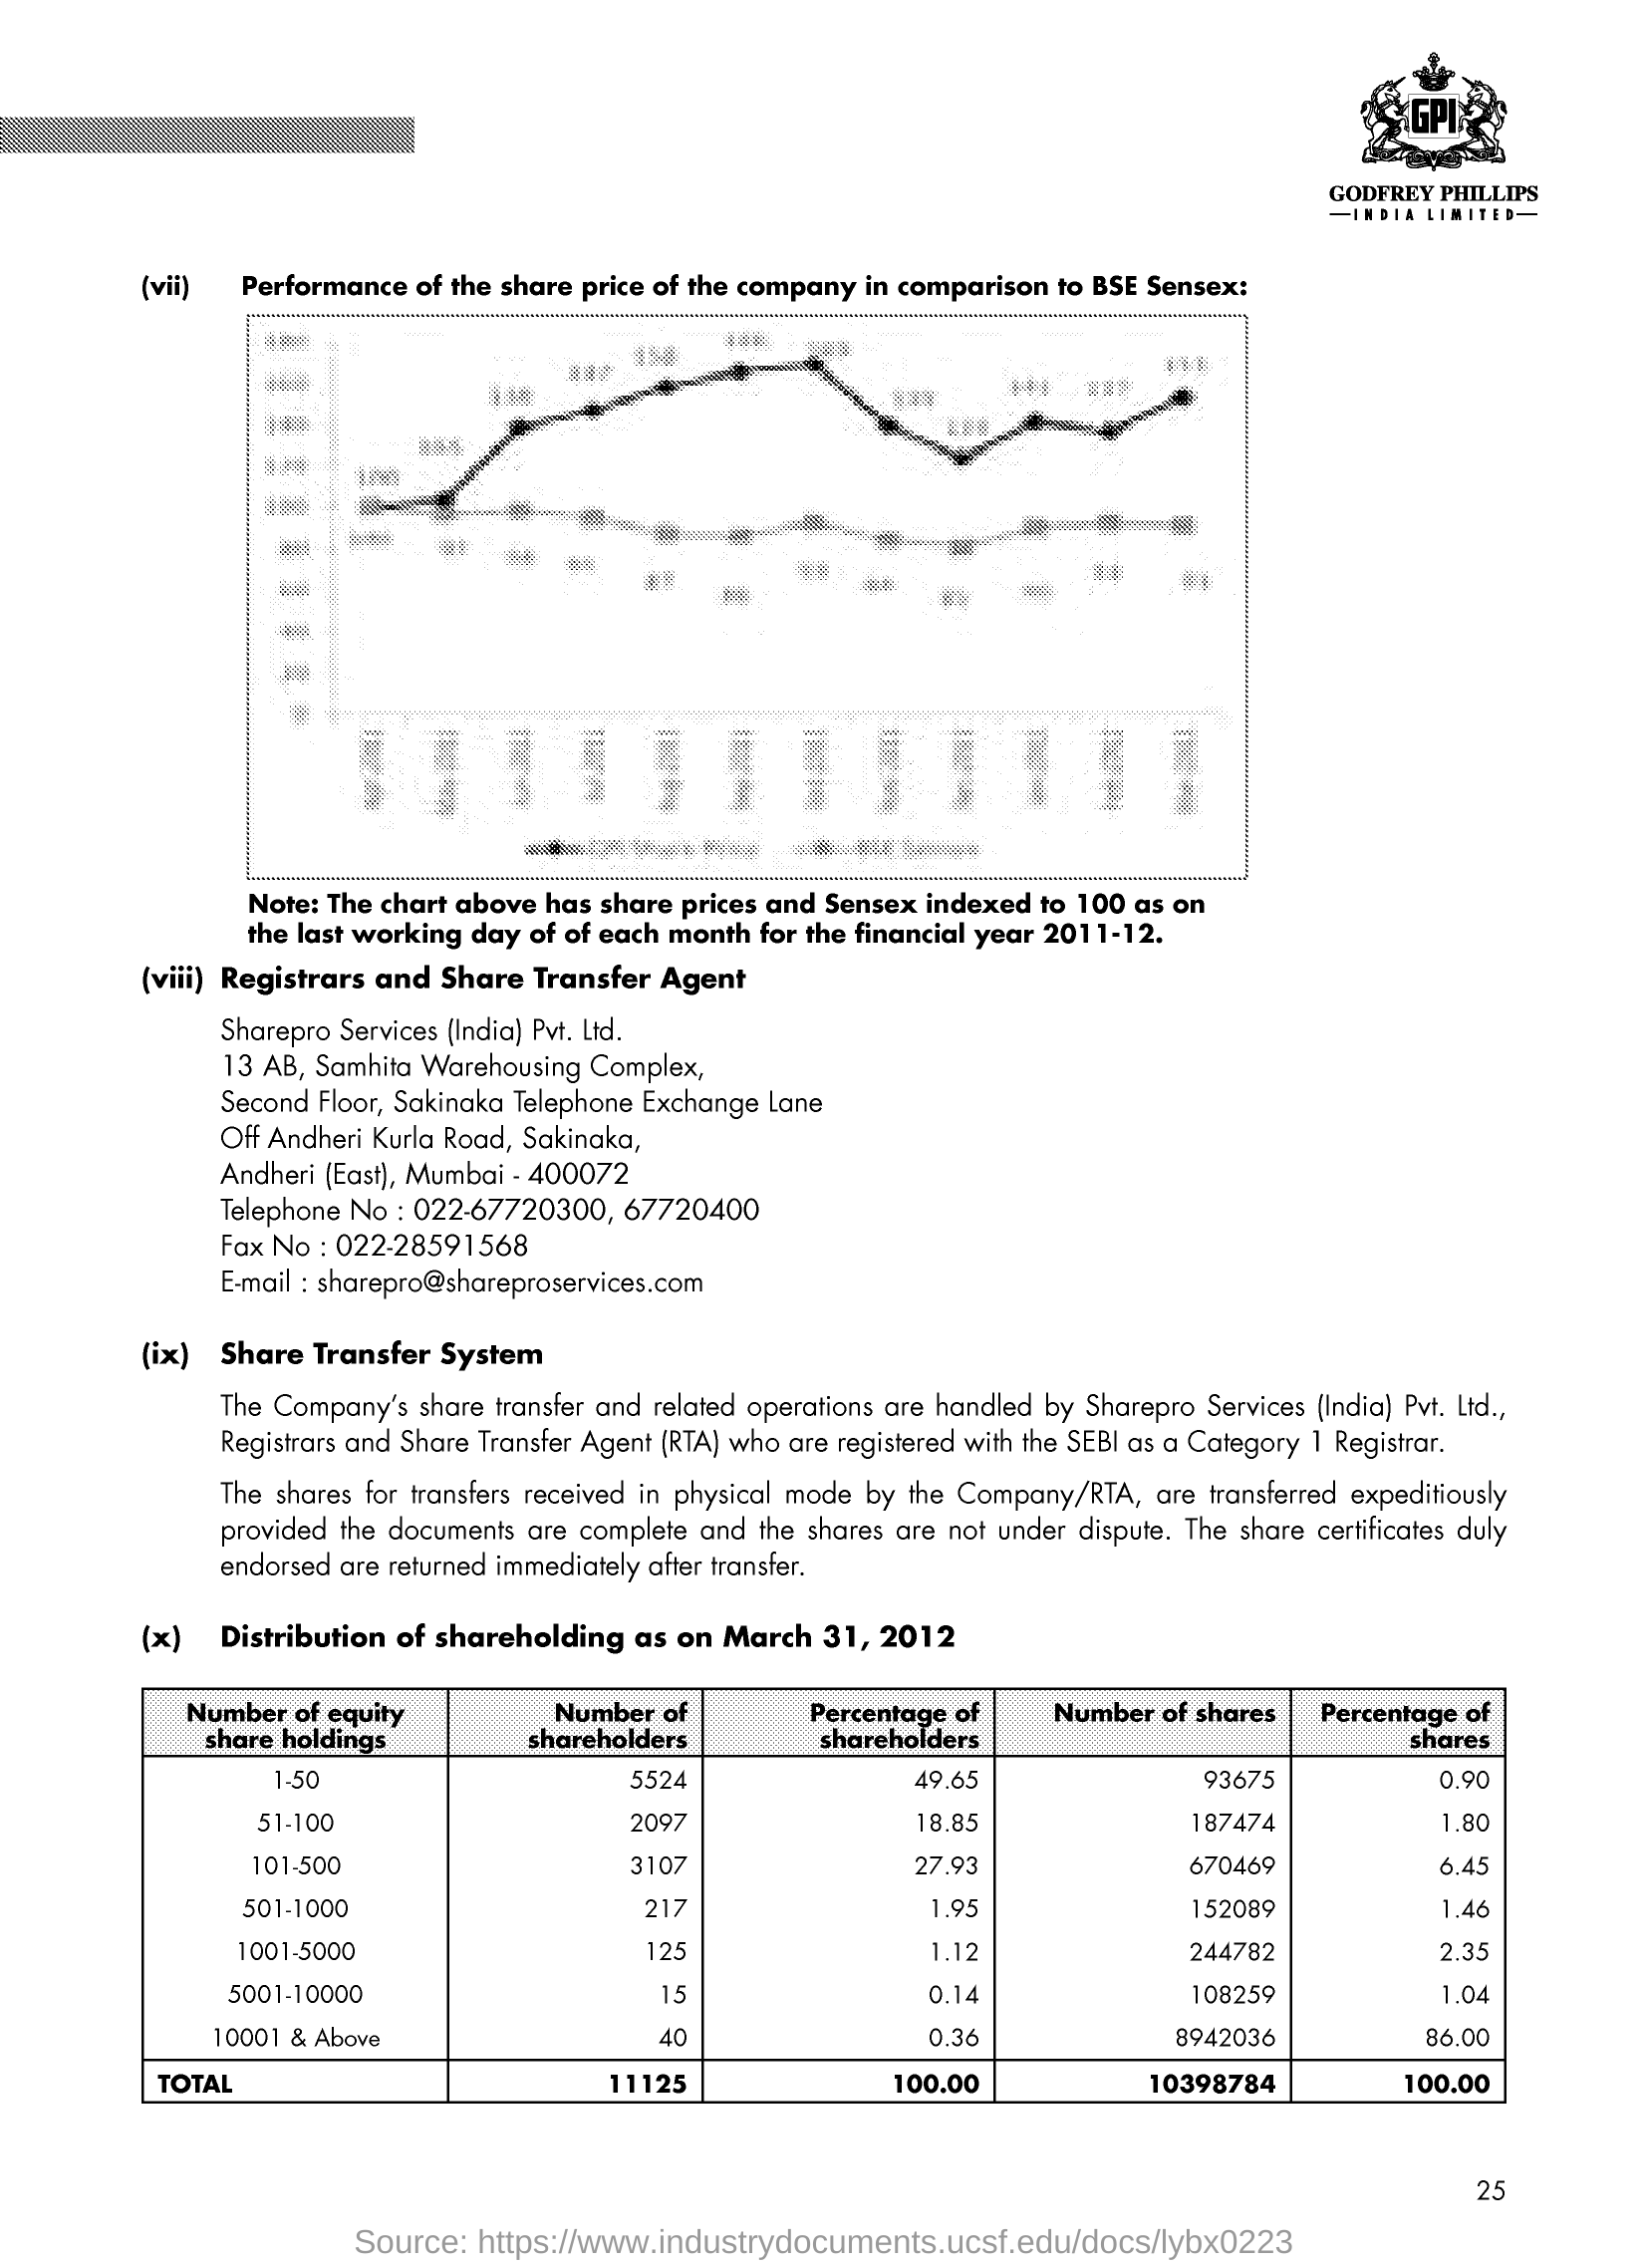 GPI
GODFREY PHILLIPS
INDIA LIMITED
(vii) Performance of the share price of the company in comparison to BSE Sensex:
GPI Share Price BSE Sensex
Note: The chart above has share prices and Sensex indexed to 100 as on
the last working day of of each month for the financial year 2011-12.
(viii) Registrars and Share Transfer Agent
Sharepro Services (India) Pvt. Ltd.
13 AB, Samhita Warehousing Complex,
Second Floor, Sakinaka Telephone Exchange Lane
Off Andheri Kurla Road, Sakinaka,
Andheri (East), Mumbai - 400072
Telephone No : 022-67720300, 67720400
Fax No : 022-28591568
E-mail : sharepro@shareproservices.com
(ix) Share Transfer System
The Company's share transfer and related operations are handled by Sharepro Services (India) Pvt. Ltd.,
Registrars and Share Transfer Agent (RTA) who are registered with the SEBI as a Category 1 Registrar.
The shares for transfers received in physical mode by the Company/RTA, are transferred expeditiously
provided the documents are complete and the shares are not under dispute. The share certificates duly
endorsed are returned immediately after transfer.
(x) Distribution of shareholding as on March 31, 2012
Number of equity share holdings Number of shareholders Percentage of shareholders Number of shares Percentage of shares
1-50 5524 49.65 93675 0.90
51-100 2097 18.85 187474 1.80
101-500 3107 27.93 670469 6.45
501-1000 217 1.95 152089 1.46
1001-5000 125 1.12 244782 2.35
5001-10000 15 0.14 108259 1.04
10001 & Above 40 0.36 8942036 86.00
TOTAL 11125 100.00 10398784 100.00
25
Source: https://www.industrydocuments.ucsf.edu/docs/lybx0223